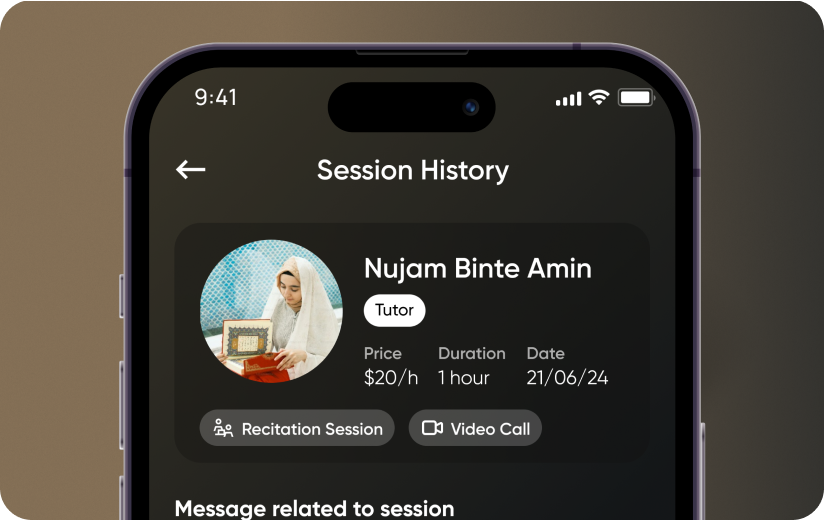 9:41
Session History
Nujam Binte Amin
Tutor
Price Duration Date
$20/h 1 hour 21/06/24
Recitation Session Video Call
Message related to session